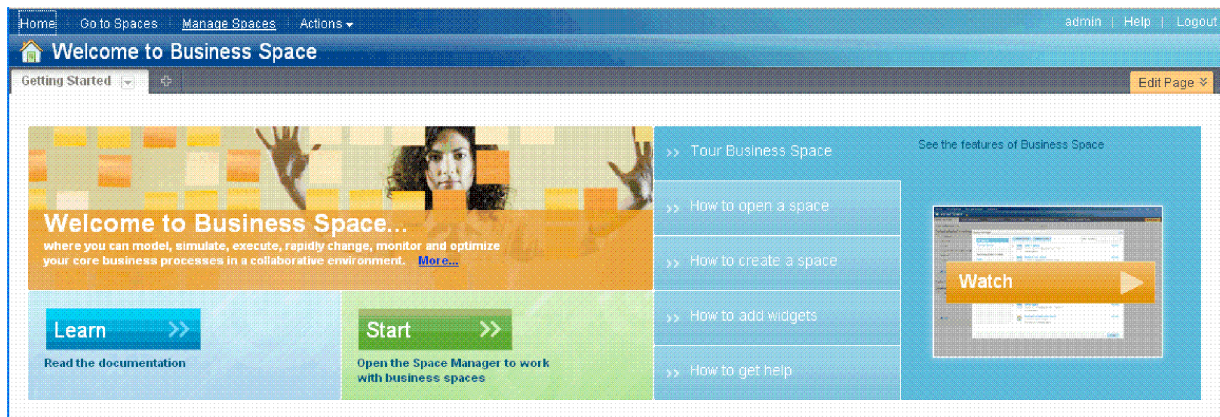 Home Go to Spaces Manage Spaces Actions
admin | Help | Logout
Welcome to Business Space
Getting Started
Edit Page
Welcome to Business Space...
where you can model, simulate, execute, rapidly change, monitor and optimize
your core business processes in a collaborative environment. More...
Learn >>
Read the documentation
Start >>
Open the Space Manager to work
with business spaces
>> Tour Business Space
>> How to open a space
>> How to create a space
>> How to add widgets
>> How to get help
See the features of Business Space
Watch